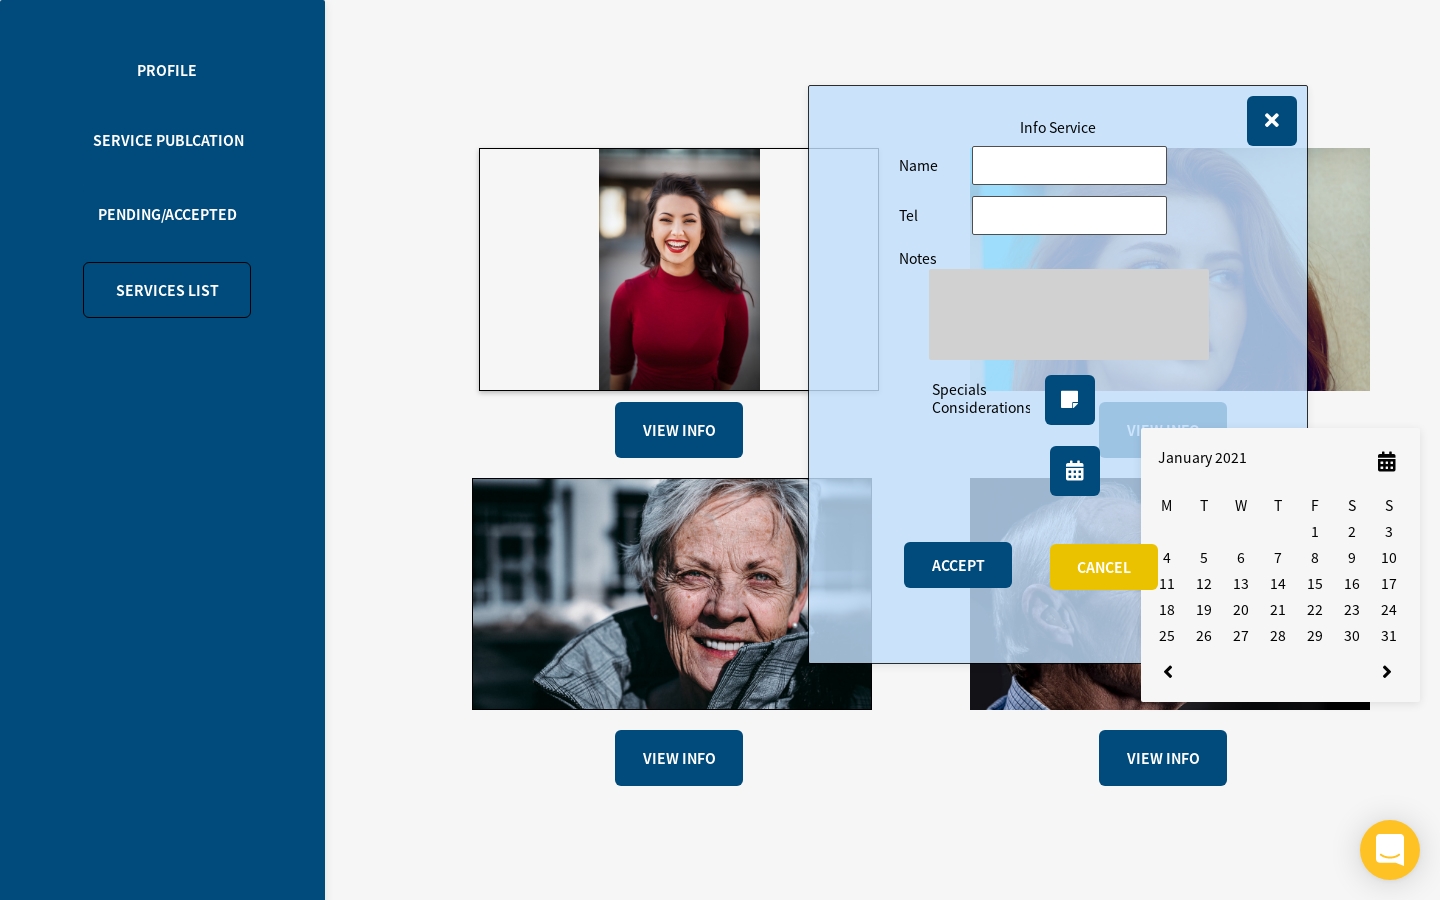 PROFILE
SERVICE PUBLCATION
PENDING/ACCEPTED
SERVICES LIST
Info Service
Name
Tel
Notes
Specials
Considerations
VIEW INFO
VIEW INFO
January 2021
M T W T F S S
1 2 3
4 5 6 7 8 9 10
11 12 13 14 15 16 17
18 19 20 21 22 23 24
25 26 27 28 29 30 31
ACCEPT
CANCEL
VIEW INFO
VIEW INFO